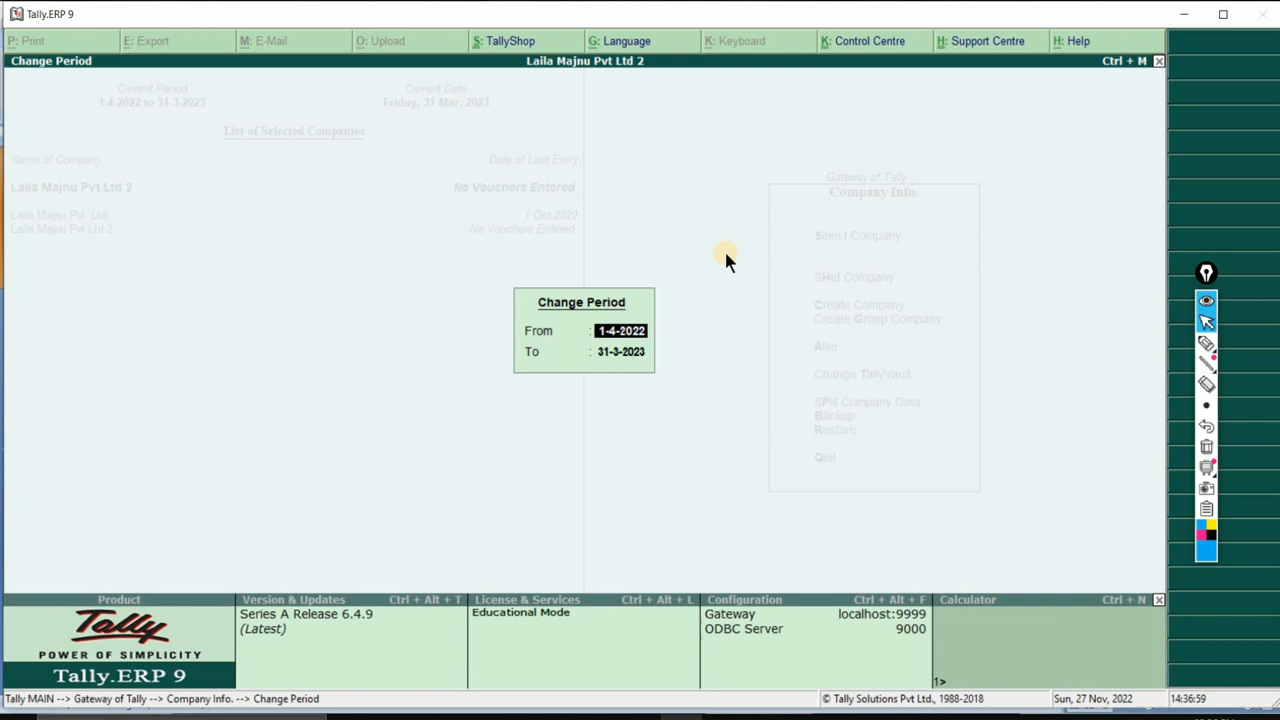 Tally.ERP 9
P: Print E: Export M: E-Mail O: Upload S: TallyShop G: Language K: Keyboard K: Control Centre H: Support Centre H: Help
Change Period Laila Majnu Pvt Ltd 2 Ctrl + M
Current Period Current Date
1-4-2022 to 31-3-2023 Friday, 31 Mar, 2023
List of Selected Companies
Name of Company Date of Last Entry
Laila Majnu Pvt Ltd 2 No Vouchers Entered
Laila Majnu Pvt. Ltd. 1-Oct-2022
Laila Majnu Pvt Ltd 2 No Vouchers Entered
Gateway of Tally ...
Company Info.
Select Company
SHut Company
Create Company
Create Group Company
Alter
Change TallyVault
SPlit Company Data
Backup
Restore
Quit
Change Period
From : 1-4-2022
To : 31-3-2023
Product
Tally
POWER OF SIMPLICITY
Tally.ERP 9
Version & Updates Ctrl + Alt + T
Series A Release 6.4.9
(Latest)
License & Services Ctrl + Alt + L
Educational Mode
Configuration Ctrl + Alt + F
Gateway localhost:9999
ODBC Server 9000
Calculator Ctrl + N
1>
Tally MAIN --> Gateway of Tally --> Company Info. --> Change Period © Tally Solutions Pvt Ltd., 1988-2018 Sun, 27 Nov, 2022 14:36:59